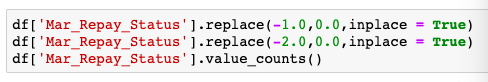 df['Mar_Repay_Status'].replace(-1.0,0.0,inplace = True)
df['Mar_Repay_Status'].replace(-2.0,0.0,inplace = True)
df['Mar_Repay_Status'].value_counts()